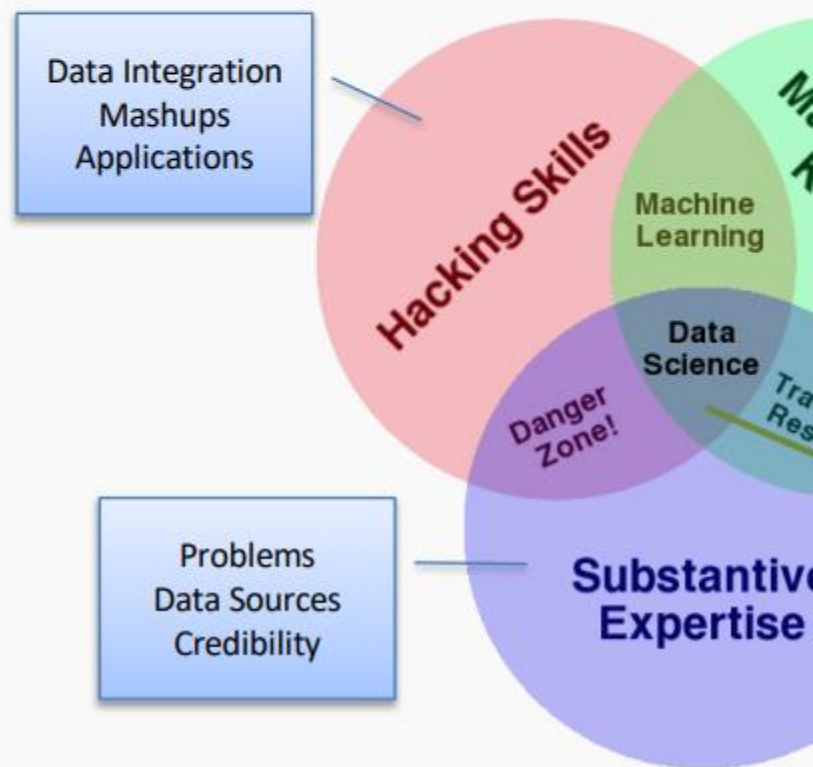 Data Integration
Mashups
Applications
Hacking Skills
Machine
Learning
Data
Science
Danger
Zone!
Problems
Data Sources
Credibility
Substantive
Expertise